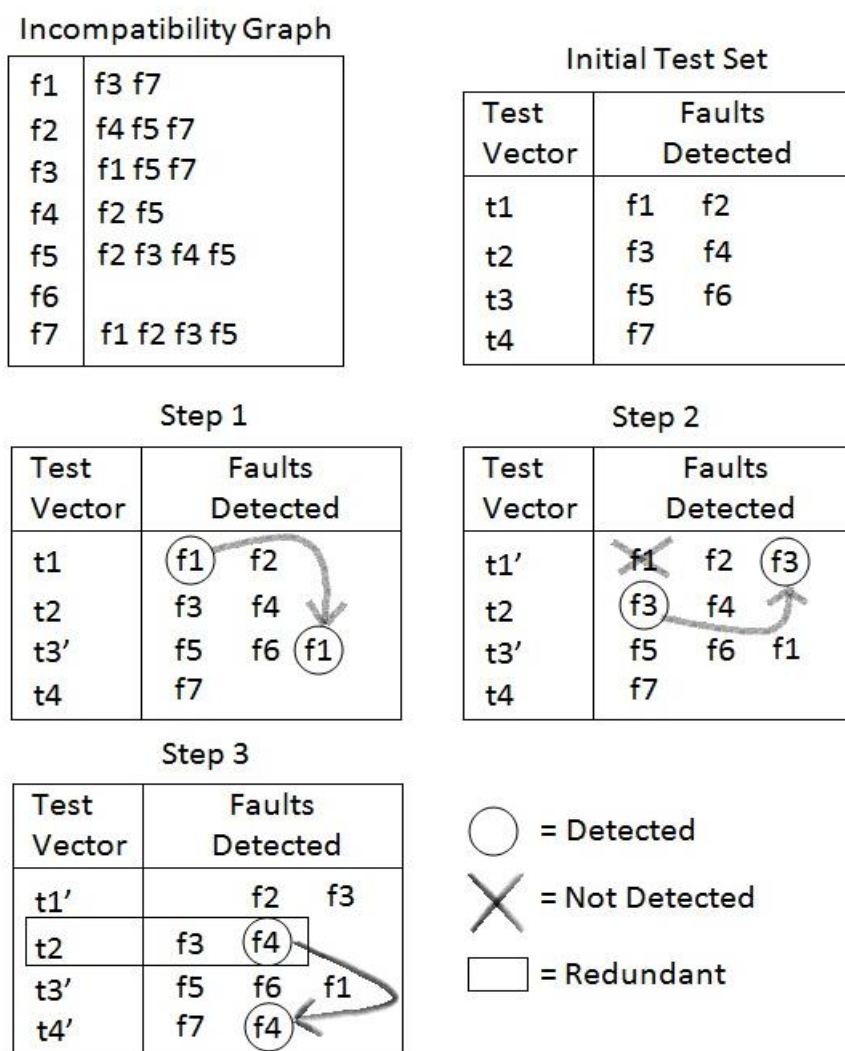 Incompatibility Graph
f1 f3 f7
f2 f4 f5 f7
f3 f1 f5 f7
f4 f2 f5
f5 f2 f3 f4 f5
f6
f7 f1 f2 f3 f5
Initial Test Set
Test Faults
Vector Detected
t1 f1 f2
t2 f3 f4
t3 f5 f6
t4 f7
Step 1
Test Faults
Vector Detected
t1 f1 f2
t2 f3 f4
t3’ f5 f6 f1
t4 f7
Step 2
Test Faults
Vector Detected
t1’ f1 f2 f3
t2 f3 f4
t3’ f5 f6 f1
t4 f7
Step 3
Test Faults
Vector Detected
t1’ f2 f3
t2 f3 f4
t3’ f5 f6 f1
t4’ f7 f4
= Detected
= Not Detected
= Redundant